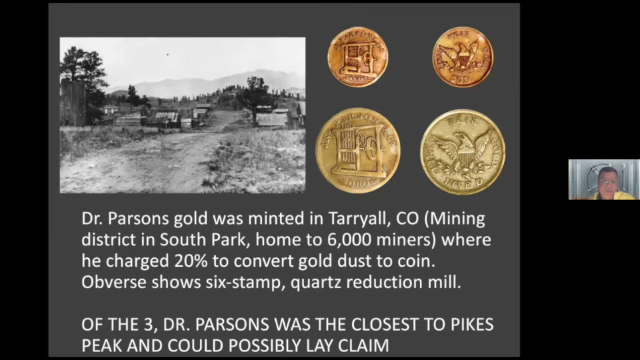 Dr. Parsons gold was minted in Tarryall, CO (Mining
district in South Park, home to 6,000 miners) where
he charged 20% to convert gold dust to coin.
Obverse shows six-stamp, quartz reduction mill.
OF THE 3, DR. PARSONS WAS THE CLOSEST TO PIKES
PEAK AND COULD POSSIBLY LAY CLAIM